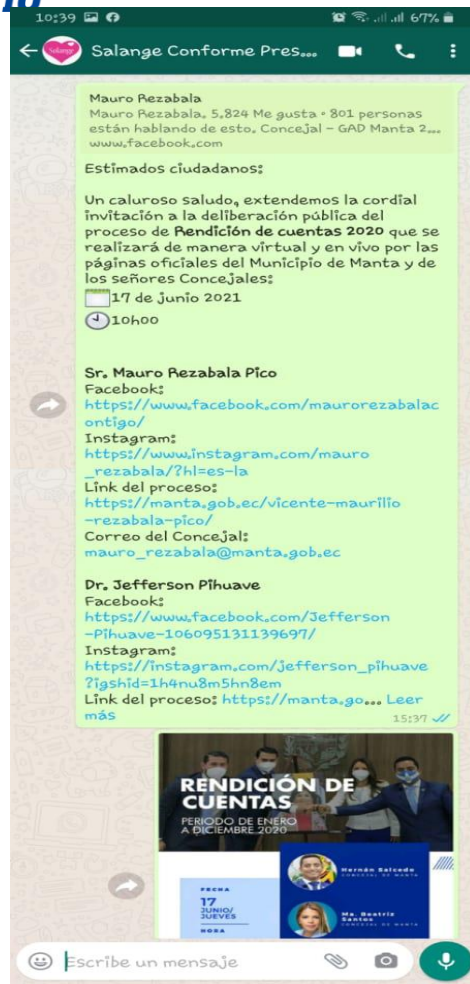 10:39 67%
Salange Conforme Pres...
Mauro Rezabala
Mauro Rezabala. 5,824 Me gusta · 801 personas
están hablando de esto. Concejal – GAD Manta 2...
www.facebook.com
Estimados ciudadanos:
Un caluroso saludo, extendemos la cordial
invitación a la deliberación pública del
proceso de Rendición de cuentas 2020 que se
realizará de manera virtual y en vivo por las
páginas oficiales del Municipio de Manta y de
los señores Concejales:
17 de junio 2021
10h00
Sr. Mauro Rezabala Pico
Facebook:
https://www.facebook.com/maurorezabalac
ontigo/
Instagram:
https://www.instagram.com/mauro
_rezabala/?hl=es-la
Link del proceso:
https://manta.gob.ec/vicente-maurilio
-rezabala-pico/
Correo del Concejal:
mauro_rezabala@manta.gob.ec
Dr. Jefferson Pihuave
Facebook:
https://www.facebook.com/Jefferson
-Pihuave-106095131139697/
Instagram:
https://instagram.com/jefferson_pihuave
?igshid=1h4nu8m5hn8em
Link del proceso: https://manta.go... Leer
más
15:37
RENDICIÓN DE
CUENTAS
PERIODO DE ENERO
A DICIEMBRE 2020
Hernán Salcedo
CONCEJAL DE MANTA
FECHA
17
JUNIO/
JUEVES
HORA
Ma. Beatriz
Santos
CONCEJAL DE MANTA
Escribe un mensaje